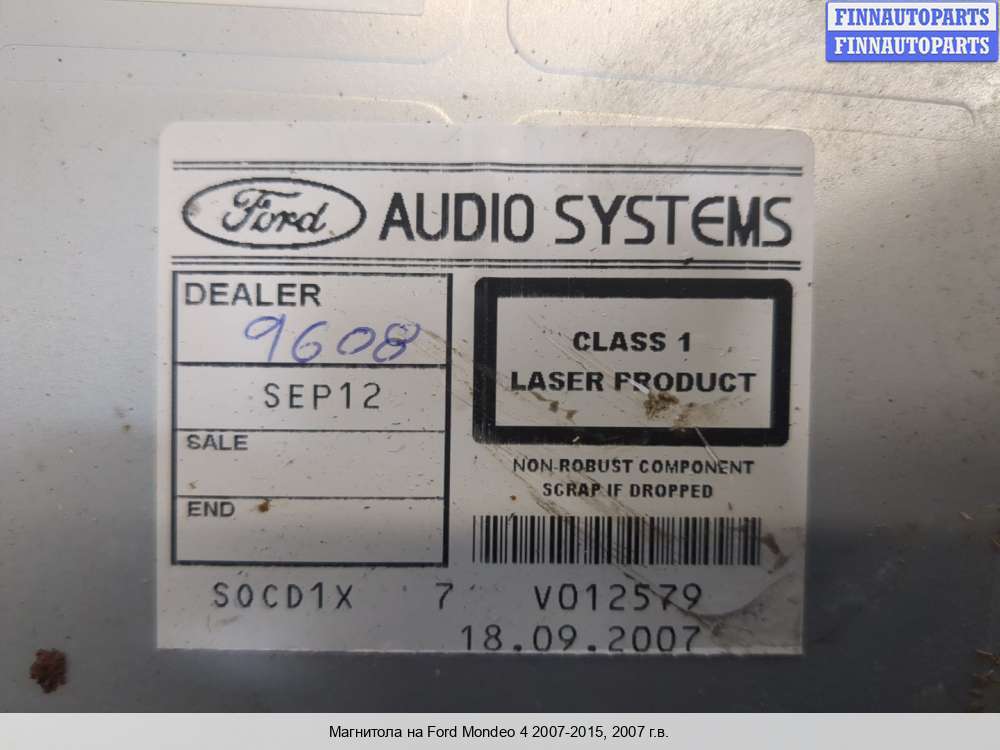 FINNAUTOPARTS
FINNAUTOPARTS
Ford AUDIO SYSTEMS
DEALER
9608
SEP12
SALE
END
CLASS 1
LASER PRODUCT
NON-ROBUST COMPONENT
SCRAP IF DROPPED
SOCD1X 7 V012579
18.09.2007
Магнитола на Ford Mondeo 4 2007-2015, 2007 г.в.